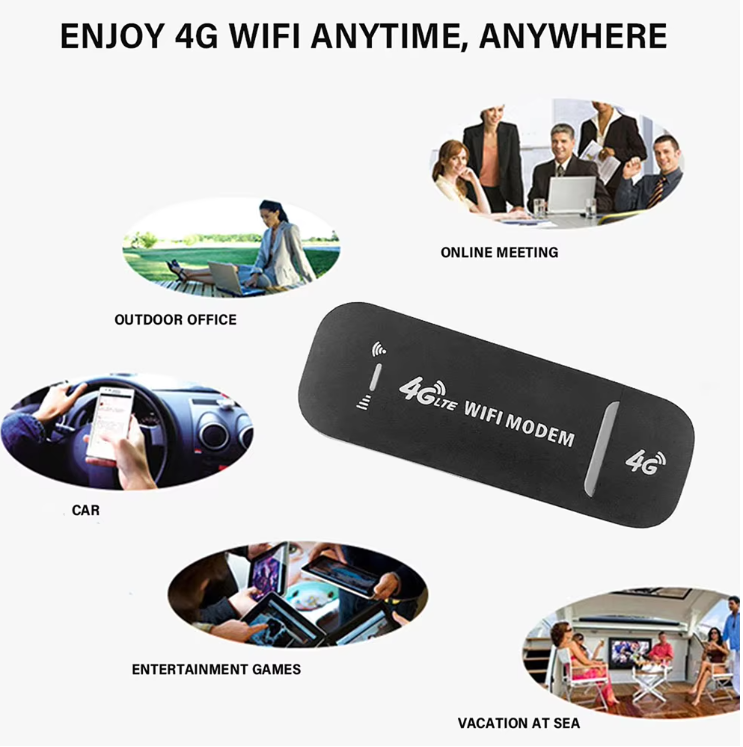 ENJOY 4G WIFI ANYTIME, ANYWHERE
ONLINE MEETING
OUTDOOR OFFICE
4G LTE WIFI MODEM
4G
CAR
ENTERTAINMENT GAMES
VACATION AT SEA